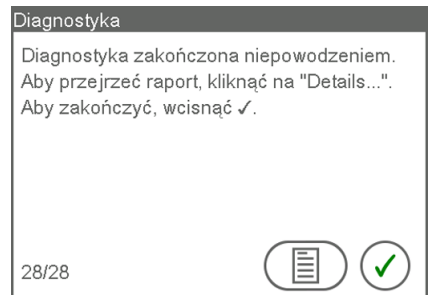 Diagnostyka
Diagnostyka zakończona niepowodzeniem.
Aby przejrzeć raport, kliknąć na "Details...".
Aby zakończyć, wcisnąć ✓.
28/28